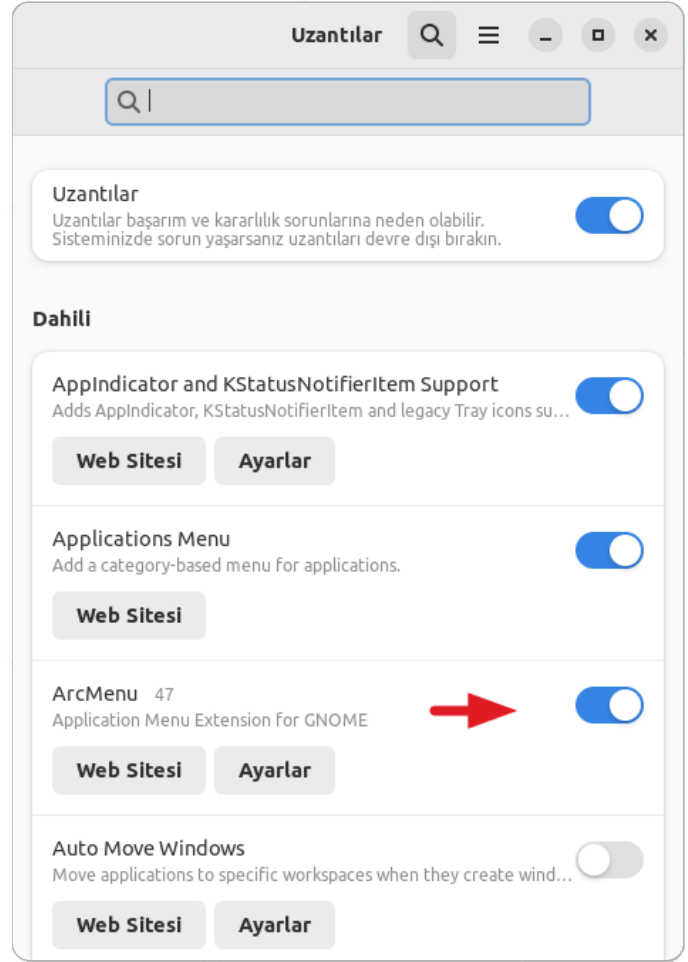 Uzantılar
Uzantılar
Uzantılar başarım ve kararlılık sorunlarına neden olabilir.
Sisteminizde sorun yaşarsanız uzantıları devre dışı bırakın.
Dahili
AppIndicator and KStatusNotifierItem Support
Adds AppIndicator, KStatusNotifierItem and legacy Tray icons su...
Web Sitesi Ayarlar
Applications Menu
Add a category-based menu for applications.
Web Sitesi
ArcMenu 47
Application Menu Extension for GNOME
Web Sitesi Ayarlar
Auto Move Windows
Move applications to specific workspaces when they create wind...
Web Sitesi Ayarlar